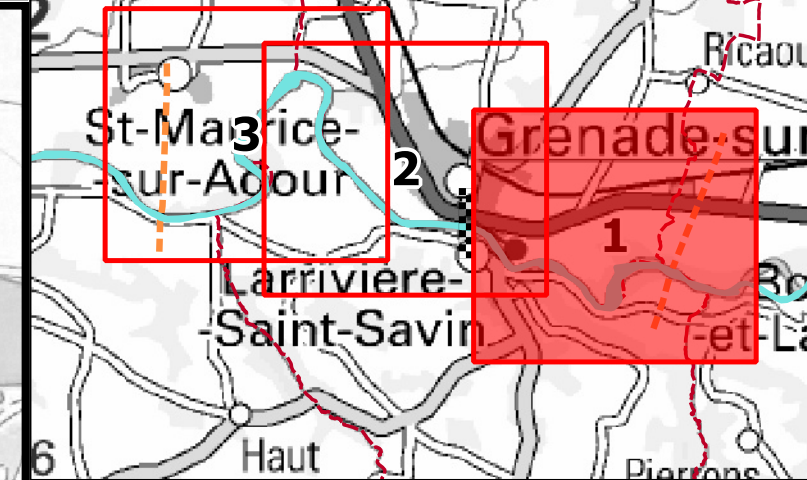 2
Ricaou
St-Maurice-
-sur-Adour
3
2
Grenade-sur
1
Larrivière-
-Saint-Savin
-et-La
6
Haut
Pierrons